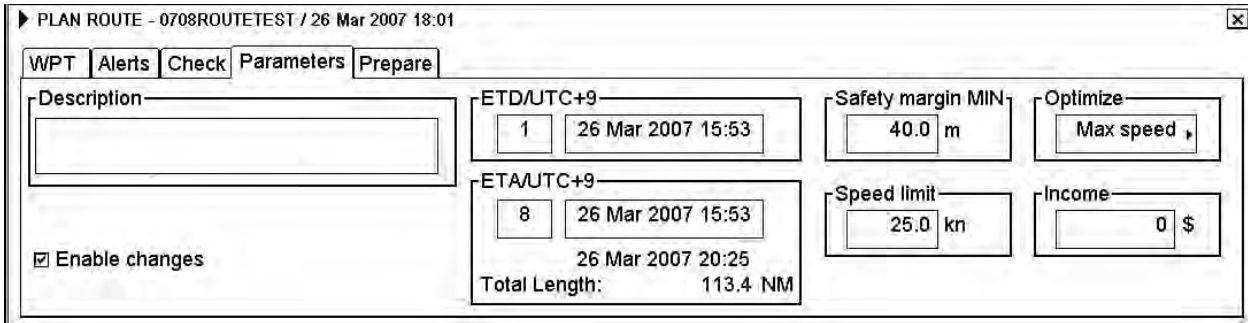 PLAN ROUTE - 0708ROUTETEST / 26 Mar 2007 18:01
WPT Alerts Check Parameters Prepare
Description
Enable changes
ETD/UTC+9
1 26 Mar 2007 15:53
ETA/UTC+9
8 26 Mar 2007 15:53
26 Mar 2007 20:25
Total Length: 113.4 NM
Safety margin MIN
40.0 m
Speed limit
25.0 kn
Optimize
Max speed
Income
0 $